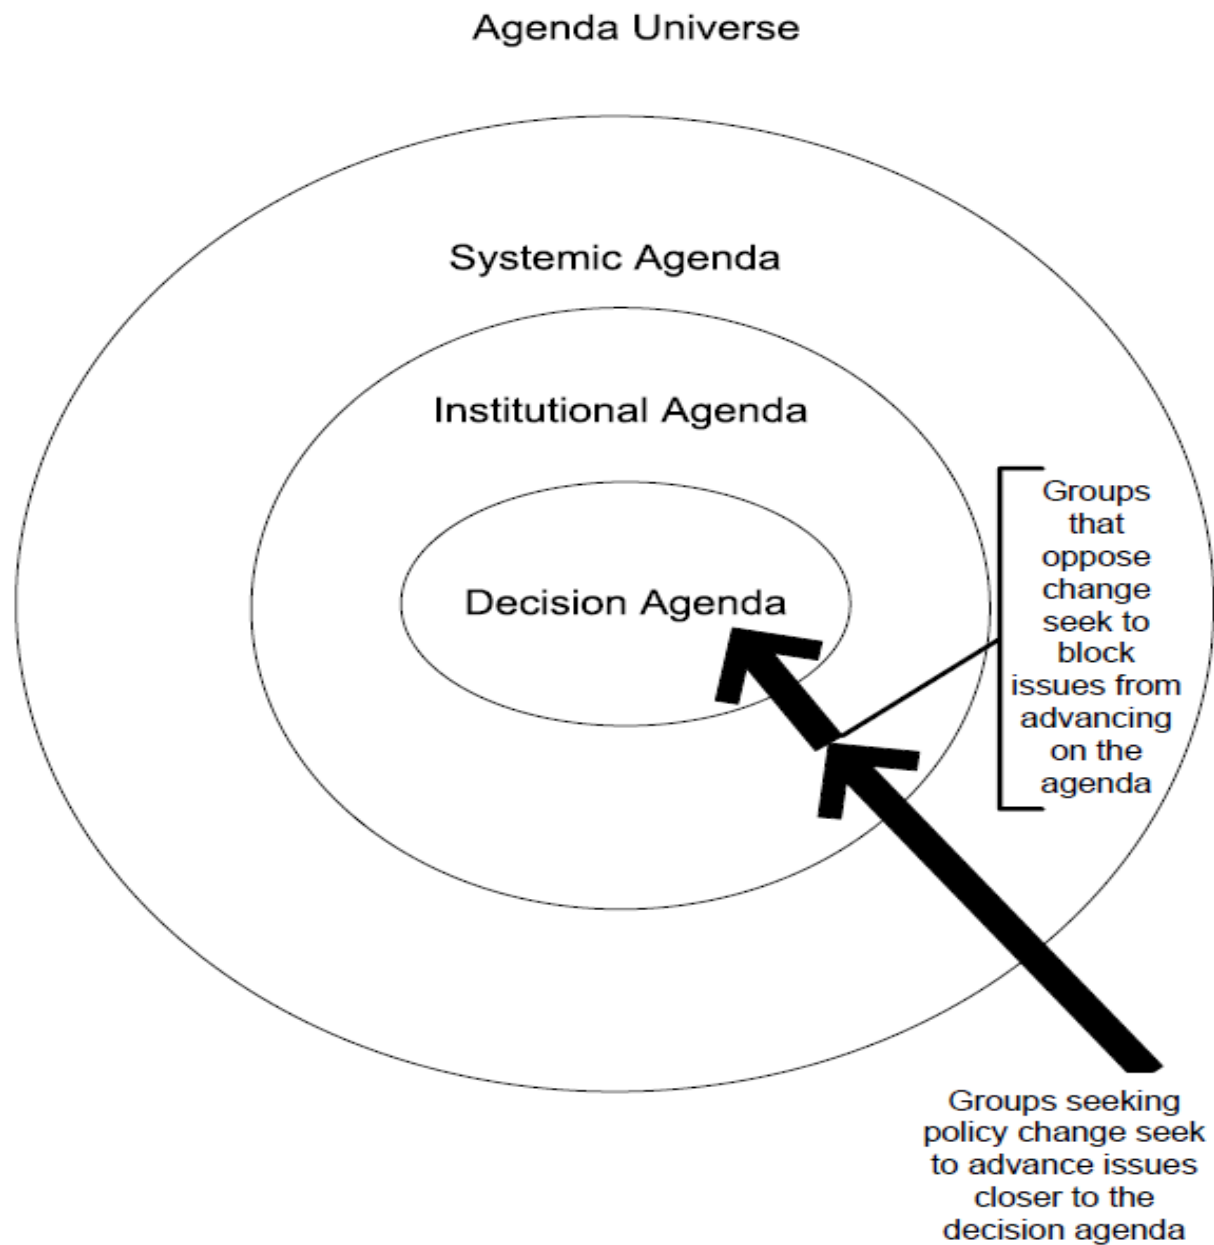 Agenda Universe
Systemic Agenda
Institutional Agenda
Decision Agenda
Groups
that
oppose
change
seek to
block
issues from
advancing
on the
agenda
Groups seeking
policy change seek
to advance issues
closer to the
decision agenda